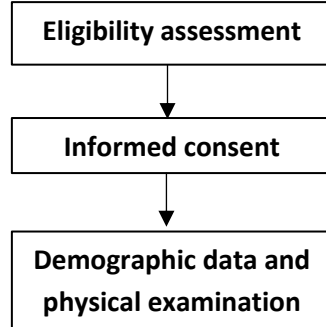 Eligibility assessment
Informed consent
Demographic data and
physical examination